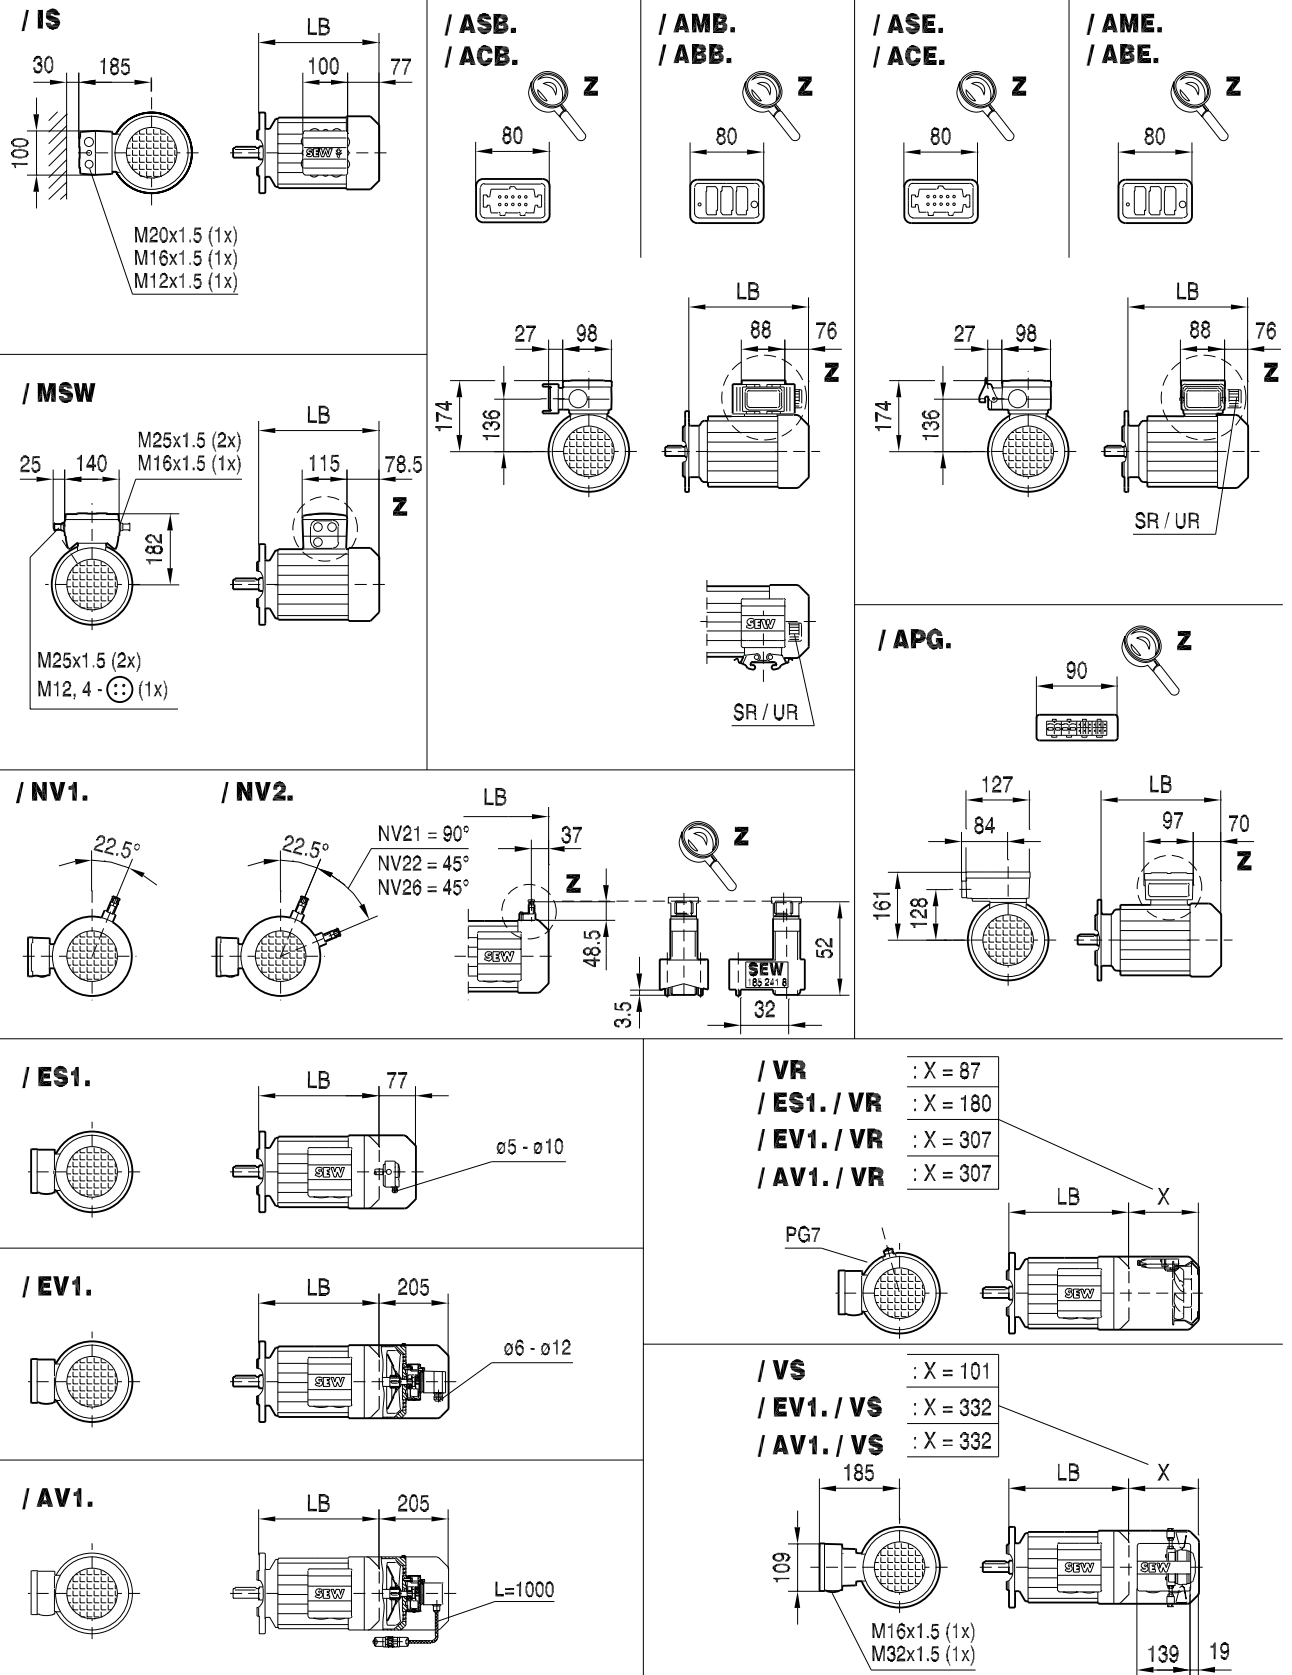 / IS
LB
30
185
100
77
100
SEW
M20x1.5 (1x)
M16x1.5 (1x)
M12x1.5 (1x)
/ ASB.
/ ACB.
Z
80
/ AMB.
/ ABB.
Z
80
/ ASE.
/ ACE.
Z
80
/ AME.
/ ABE.
Z
80
LB
27
98
88
76
Z
174
136
SEW
SR / UR
LB
27
98
88
76
Z
174
136
SR / UR
/ MSW
LB
M25x1.5 (2x)
M16x1.5 (1x)
25
140
115
78.5
Z
182
M25x1.5 (2x)
M12, 4 - (1x)
/ APG.
Z
90
127
LB
84
97
70
Z
161
128
/ NV1.
22.5°
/ NV2.
22.5°
NV21 = 90°
NV22 = 45°
NV26 = 45°
LB
37
Z
SEW
48.5
Z
3.5
SEW
185 241 8
52
32
/ ES1.
LB
77
SEW
ø5 - ø10
/ VR
: X = 87
/ ES1. / VR
: X = 180
/ EV1. / VR
: X = 307
/ AV1. / VR
: X = 307
LB
X
PG7
SEW
/ EV1.
LB
205
SEW
ø6 - ø12
/ VS
: X = 101
/ EV1. / VS
: X = 332
/ AV1. / VS
: X = 332
185
LB
X
109
SEW
SEW
M16x1.5 (1x)
M32x1.5 (1x)
139
19
/ AV1.
LB
205
SEW
L=1000